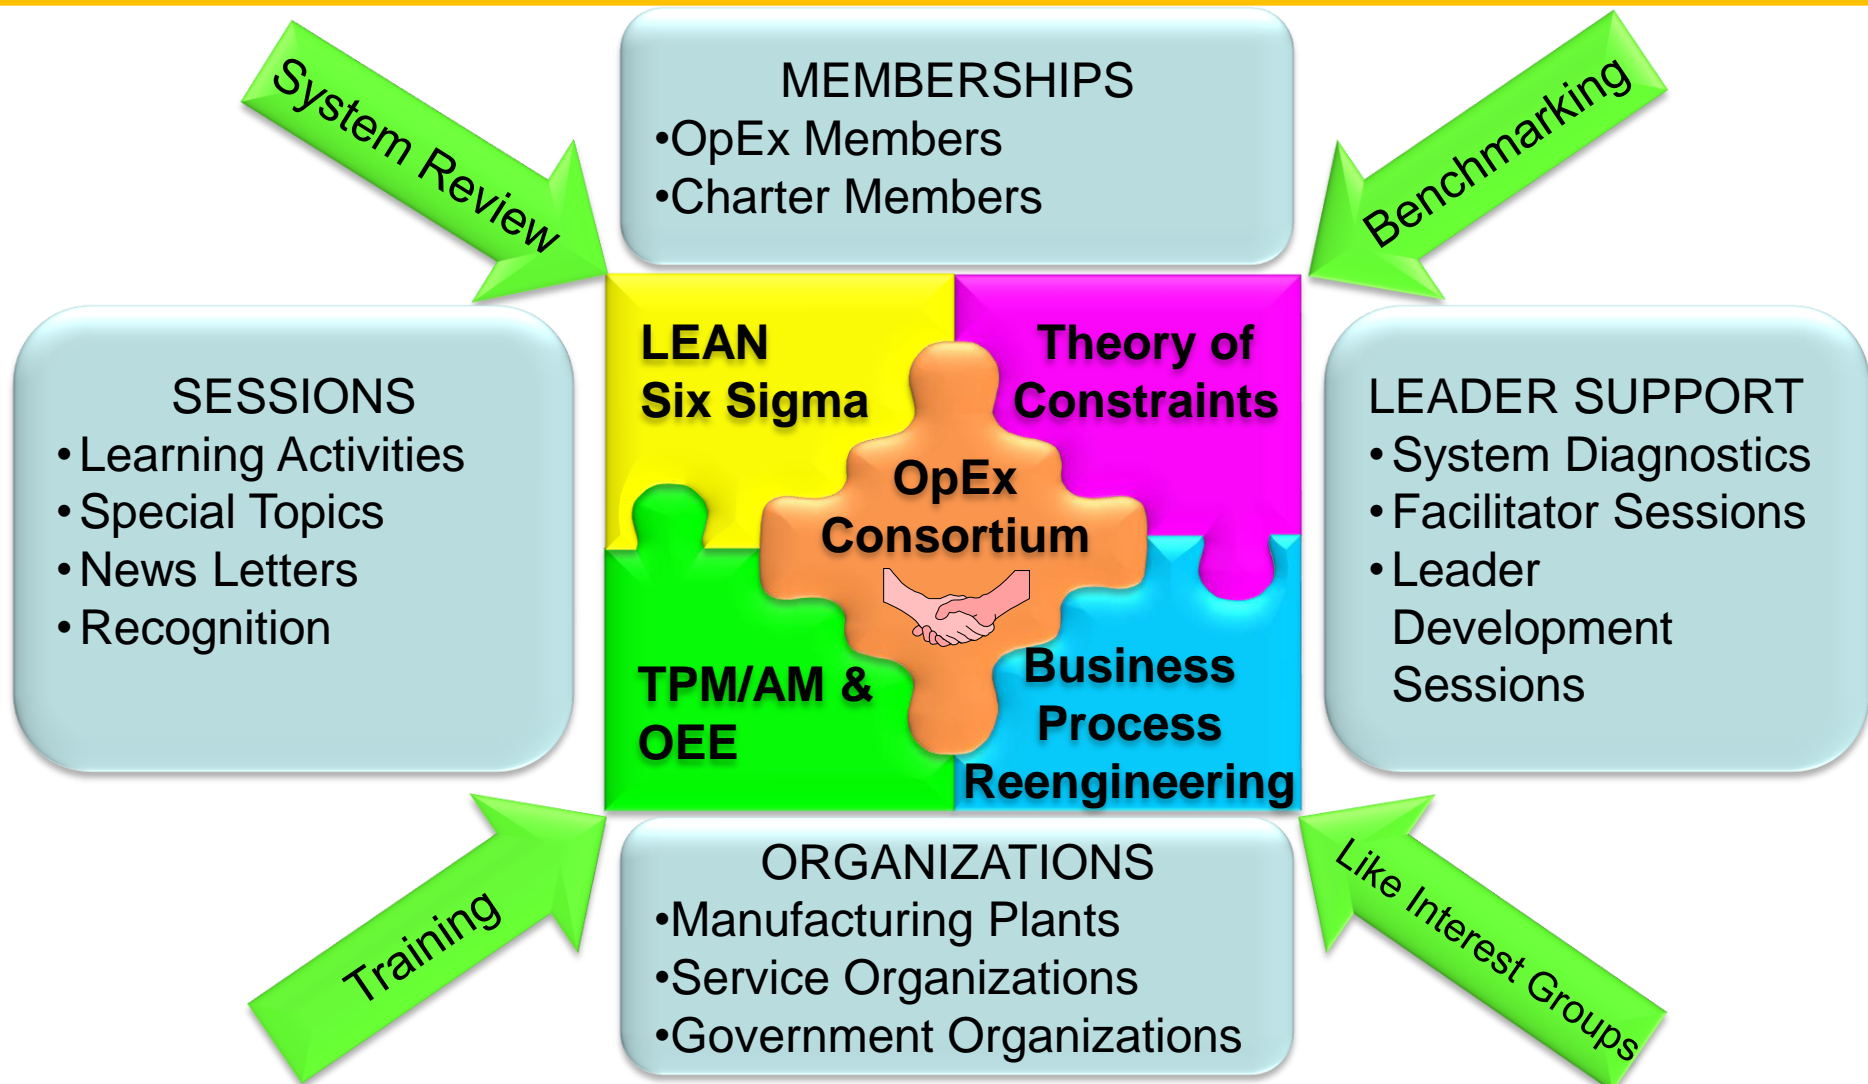 System Review
MEMBERSHIPS
•OpEx Members
•Charter Members
Benchmarking
SESSIONS
•Learning Activities
•Special Topics
•News Letters
•Recognition
LEAN
Six Sigma
Theory of
Constraints
OpEx
Consortium
TPM/AM &
OEE
Business
Process
Reengineering
LEADER SUPPORT
•System Diagnostics
•Facilitator Sessions
•Leader
Development
Sessions
Training
ORGANIZATIONS
•Manufacturing Plants
•Service Organizations
•Government Organizations
Like Interest Groups